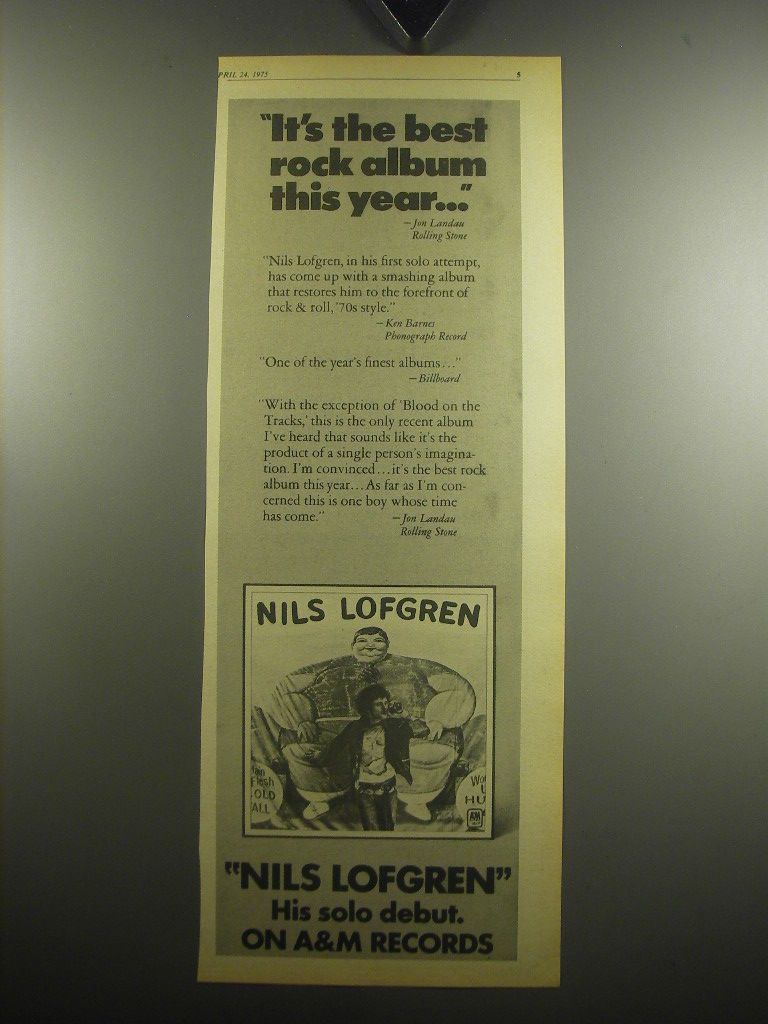 PRIL 24, 1975 5
"It's the best
rock album
this year..."
—Jon Landau
Rolling Stone
"Nils Lofgren, in his first solo attempt,
has come up with a smashing album
that restores him to the forefront of
rock & roll, '70s style."
—Ken Barnes
Phonograph Record
"One of the year's finest albums..."
—Billboard
"With the exception of 'Blood on the
Tracks,' this is the only recent album
I've heard that sounds like it's the
product of a single person's imagina-
tion. I'm convinced...it's the best rock
album this year...As far as I'm con-
cerned this is one boy whose time
has come."
—Jon Landau
Rolling Stone
NILS LOFGREN
Flesh
OLD
ALL
HU
A&M
"NILS LOFGREN"
His solo debut.
ON A&M RECORDS